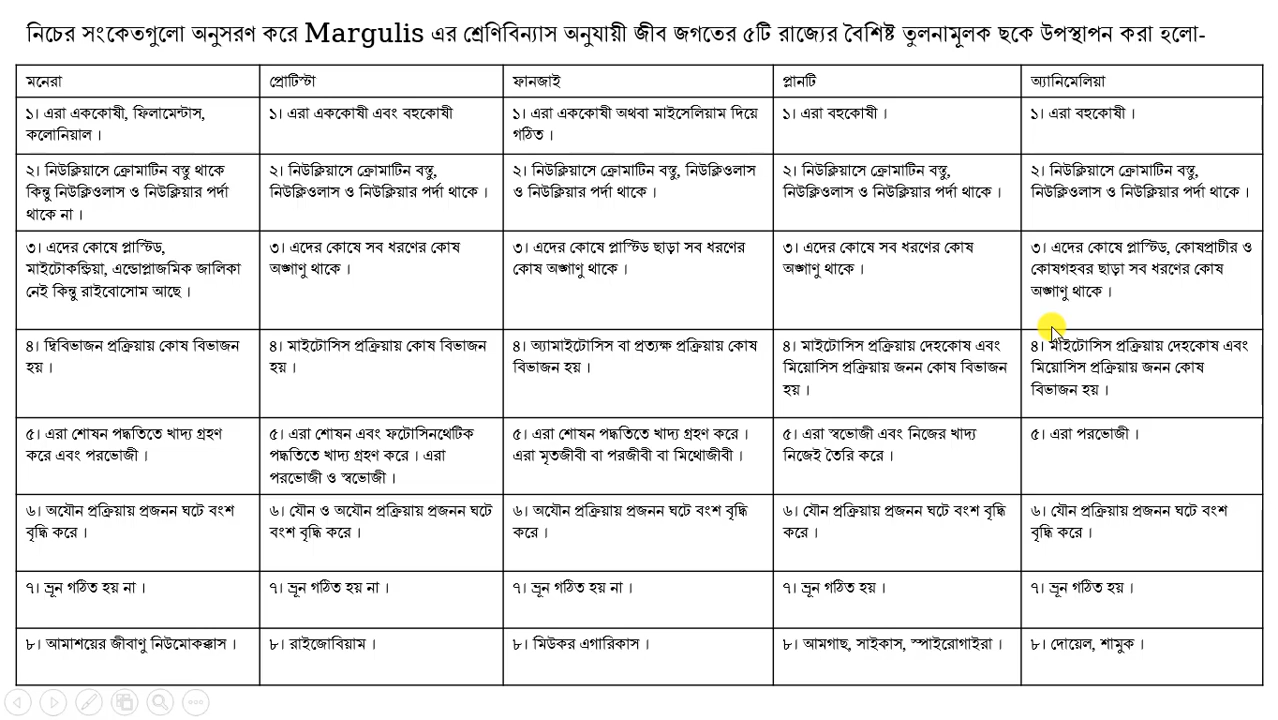 নিচের সংকেতগুলো অনুসরণ করে Margulis এর শ্রেণিবিন্যাস অনুযায়ী জীব জগতের ৫টি রাজ্যের বৈশিষ্ট তুলনামূলক ছকে উপস্থাপন করা হলো-
মনেরা
প্রোটিস্টা
ফানজাই
প্লানটি
অ্যানিমেলিয়া
১। এরা এককোষী, ফিলামেন্টাস,
কলোনিয়াল ।
১। এরা এককোষী এবং বহুকোষী
১। এরা এককোষী অথবা মাইসেলিয়াম দিয়ে
গঠিত ।
১। এরা বহুকোষী ।
১। এরা বহুকোষী ।
২। নিউক্লিয়াসে ক্রোমাটিন বস্তু থাকে
কিন্তু নিউক্লিওলাস ও নিউক্লিয়ার পর্দা
থাকে না ।
২। নিউক্লিয়াসে ক্রোমাটিন বস্তু,
নিউক্লিওলাস ও নিউক্লিয়ার পর্দা থাকে ।
২। নিউক্লিয়াসে ক্রোমাটিন বস্তু, নিউক্লিওলাস
ও নিউক্লিয়ার পর্দা থাকে ।
২। নিউক্লিয়াসে ক্রোমাটিন বস্তু,
নিউক্লিওলাস ও নিউক্লিয়ার পর্দা থাকে ।
২। নিউক্লিয়াসে ক্রোমাটিন বস্তু,
নিউক্লিওলাস ও নিউক্লিয়ার পর্দা থাকে ।
৩। এদের কোষে প্লাস্টিড,
মাইটোকন্ড্রিয়া, এন্ডোপ্লাজমিক জালিকা
নেই কিন্তু রাইবোসোম আছে ।
৩। এদের কোষে সব ধরণের কোষ
অঙ্গাণু থাকে ।
৩। এদের কোষে প্লাস্টিড ছাড়া সব ধরণের
কোষ অঙ্গাণু থাকে ।
৩। এদের কোষে সব ধরণের কোষ
অঙ্গাণু থাকে ।
৩। এদের কোষে প্লাস্টিড, কোষপ্রাচীর ও
কোষগহবর ছাড়া সব ধরণের কোষ
অঙ্গাণু থাকে ।
৪। দ্বিবিভাজন প্রক্রিয়ায় কোষ বিভাজন
হয় ।
৪। মাইটোসিস প্রক্রিয়ায় কোষ বিভাজন
হয় ।
৪। অ্যামাইটোসিস বা প্রত্যক্ষ প্রক্রিয়ায় কোষ
বিভাজন হয় ।
৪। মাইটোসিস প্রক্রিয়ায় দেহকোষ এবং
মিয়োসিস প্রক্রিয়ায় জনন কোষ বিভাজন
হয় ।
৪। মাইটোসিস প্রক্রিয়ায় দেহকোষ এবং
মিয়োসিস প্রক্রিয়ায় জনন কোষ
বিভাজন হয় ।
৫। এরা শোষন পদ্ধতিতে খাদ্য গ্রহণ
করে এবং পরভোজী ।
৫। এরা শোষন এবং ফটোসিনথেটিক
পদ্ধতিতে খাদ্য গ্রহণ করে । এরা
পরভোজী ও স্বভোজী ।
৫। এরা শোষন পদ্ধতিতে খাদ্য গ্রহণ করে ।
এরা মৃতজীবী বা পরজীবী বা মিথোজীবী ।
৫। এরা স্বভোজী এবং নিজের খাদ্য
নিজেই তৈরি করে ।
৫। এরা পরভোজী ।
৬। অযৌন প্রক্রিয়ায় প্রজনন ঘটে বংশ
বৃদ্ধি করে ।
৬। যৌন ও অযৌন প্রক্রিয়ায় প্রজনন ঘটে
বংশ বৃদ্ধি করে ।
৬। অযৌন প্রক্রিয়ায় প্রজনন ঘটে বংশ বৃদ্ধি
করে ।
৬। যৌন প্রক্রিয়ায় প্রজনন ঘটে বংশ বৃদ্ধি
করে ।
৬। যৌন প্রক্রিয়ায় প্রজনন ঘটে বংশ
বৃদ্ধি করে ।
৭। ভ্রূন গঠিত হয় না ।
৭। ভ্রূন গঠিত হয় না ।
৭। ভ্রূন গঠিত হয় না ।
৭। ভ্রূন গঠিত হয় ।
৭। ভ্রূন গঠিত হয় ।
৮। আমাশয়ের জীবাণু নিউমোকক্কাস ।
৮। রাইজোবিয়াম ।
৮। মিউকর এগারিকাস ।
৮। আমগাছ, সাইকাস, স্পাইরোগাইরা ।
৮। দোয়েল, শামুক ।